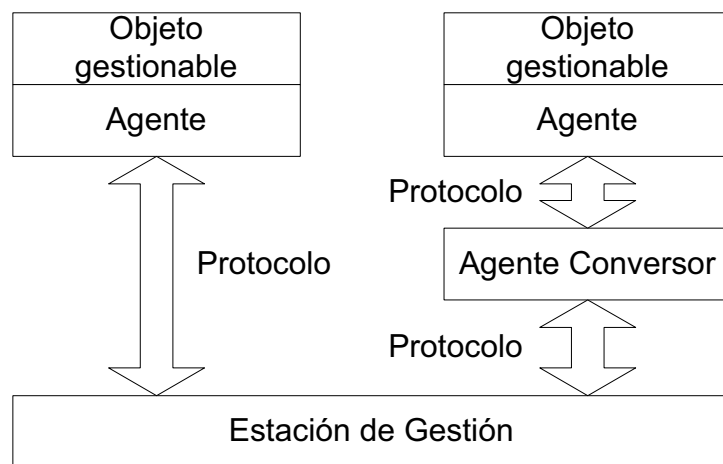 Objeto
gestionable
Agente
Protocolo
Objeto
gestionable
Agente
Protocolo
Agente Conversor
Protocolo
Estación de Gestión